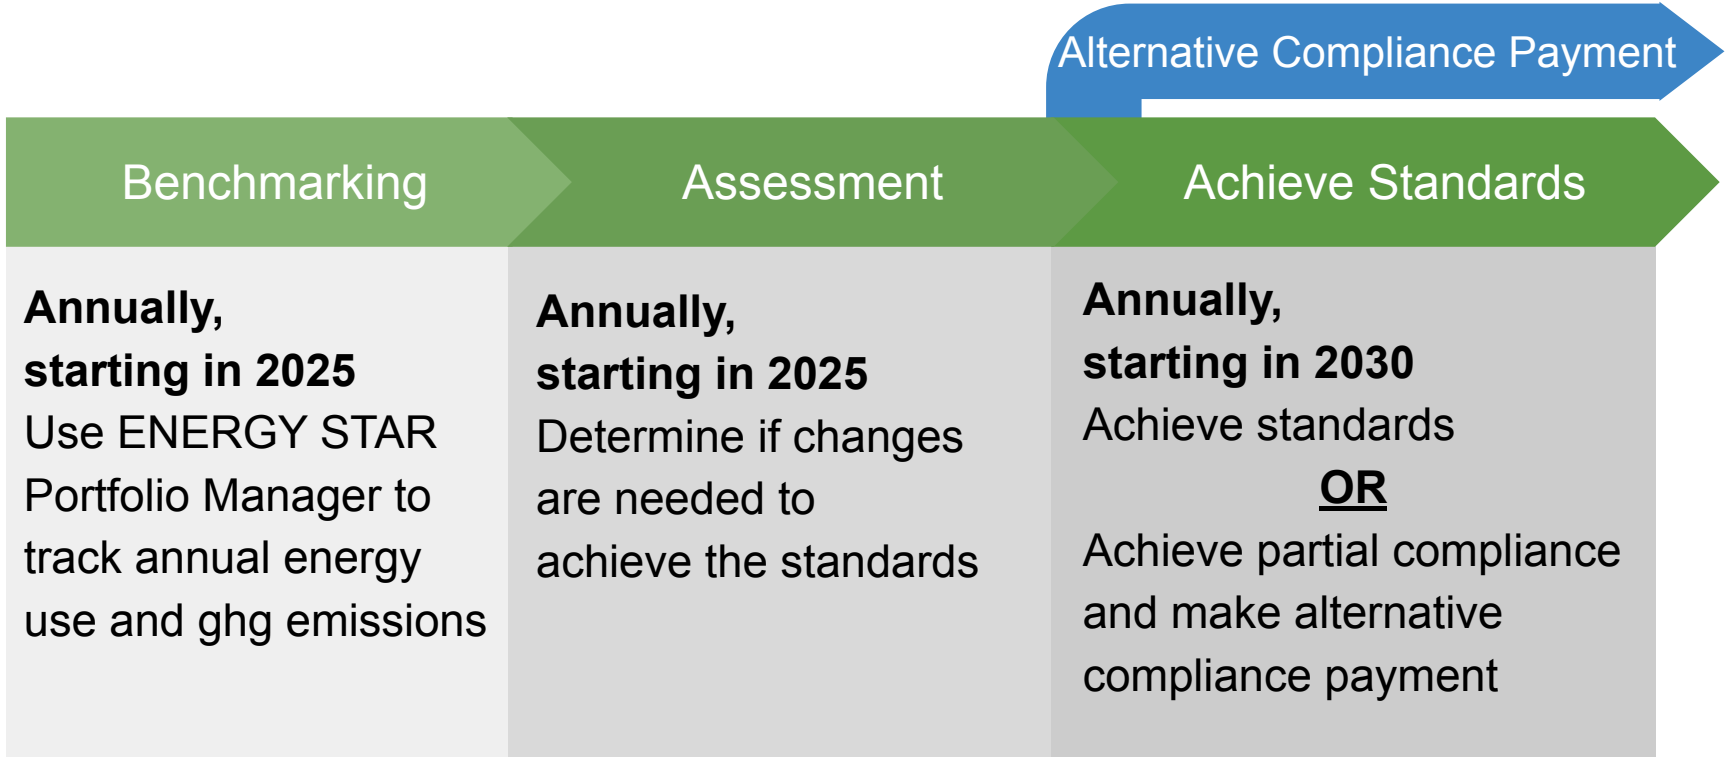 Alternative Compliance Payment
Benchmarking
Assessment
Achieve Standards
Annually,
starting in 2025
Use ENERGY STAR
Portfolio Manager to
track annual energy
use and ghg emissions
Annually,
starting in 2025
Determine if changes
are needed to
achieve the standards
Annually,
starting in 2030
Achieve standards
OR
Achieve partial compliance
and make alternative
compliance payment